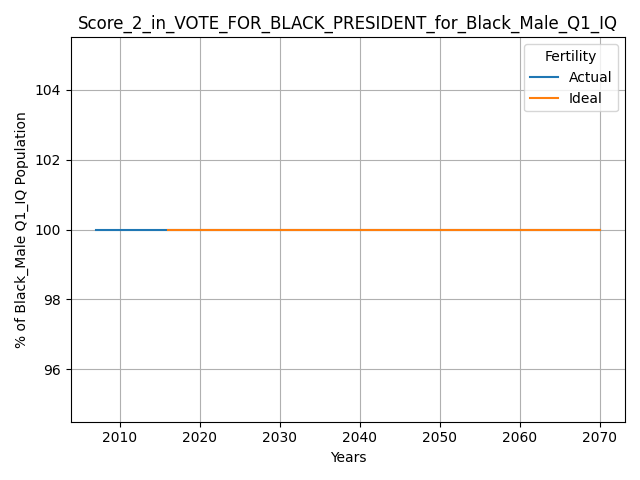 Score_2_in_VOTE_FOR_BLACK_PRESIDENT_for_Black_Male_Q1_IQ
Fertility
Actual
Ideal
% of Black_Male Q1_IQ Population
104
102
100
98
96
2010 2020 2030 2040 2050 2060 2070
Years